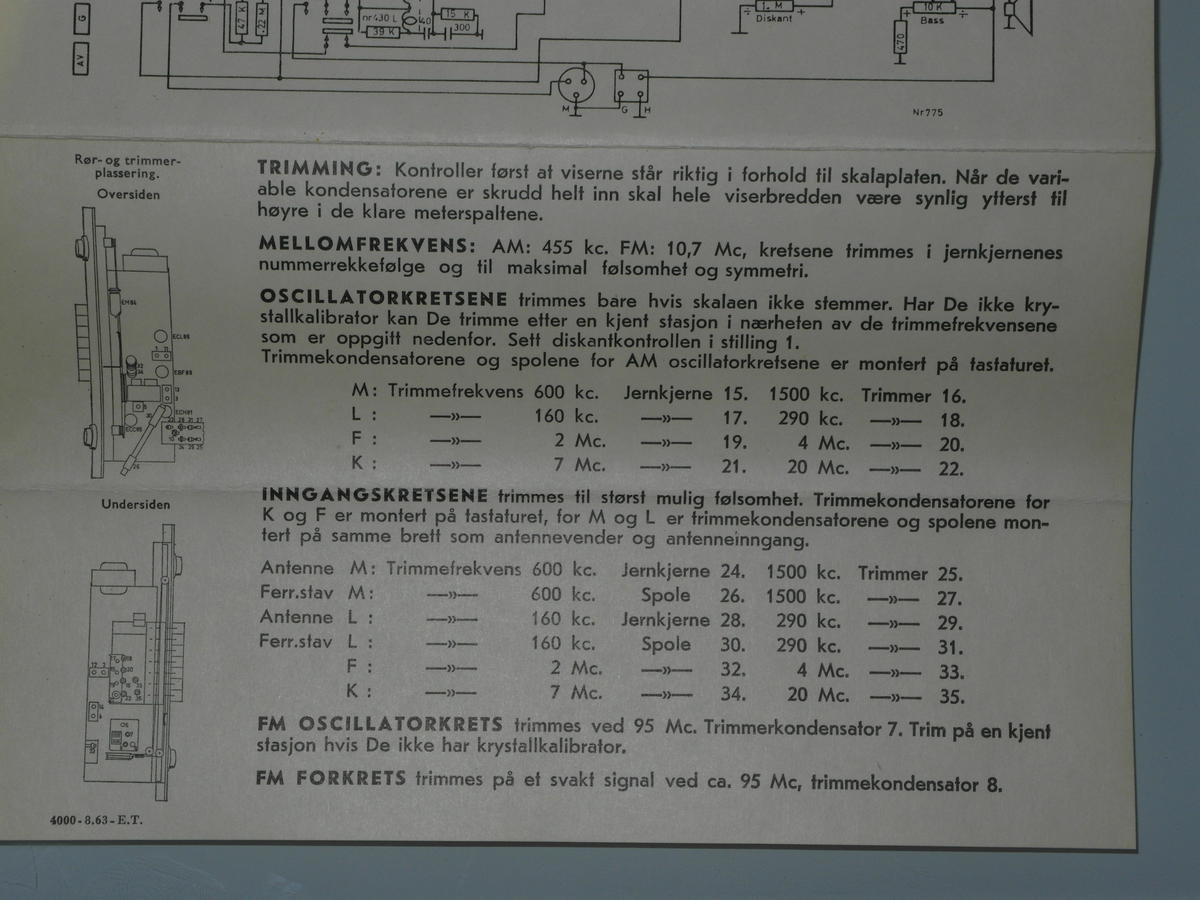 G
AV
47 K
.22 M
nr430 L
39 K
40
15 K
300
1. M
÷ +
Diskant
10 K
+ ÷
Bass
470
M
G
H
Nr775
Rør- og trimmer-
plassering.
Oversiden
EM84
ECL86
EBF89
ECH81
ECC85
Undersiden
4000-8.63-E.T.
TRIMMING: Kontroller først at viserne står riktig i forhold til skalaplaten. Når de vari-
able kondensatorene er skrudd helt inn skal hele viserbredden være synlig ytterst til
høyre i de klare meterspaltene.
MELLOMFREKVENS: AM: 455 kc. FM: 10,7 Mc, kretsene trimmes i jernkjernenes
nummerrekkefølge og til maksimal følsomhet og symmetri.
OSCILLATORKRETSENE trimmes bare hvis skalaen ikke stemmer. Har De ikke kry-
stallkalibrator kan De trimme etter en kjent stasjon i nærheten av de trimmefrekvensene
som er oppgitt nedenfor. Sett diskantkontrollen i stilling 1.
Trimmekondensatorene og spolene for AM oscillatorkretsene er montert på tastaturet.
M: Trimmefrekvens 600 kc. Jernkjerne 15. 1500 kc. Trimmer 16.
L : —»— 160 kc. —»— 17. 290 kc. —»— 18.
F : —»— 2 Mc. —»— 19. 4 Mc. —»— 20.
K : —»— 7 Mc. —»— 21. 20 Mc. —»— 22.
INNGANGSKRETSENE trimmes til størst mulig følsomhet. Trimmekondensatorene for
K og F er montert på tastaturet, for M og L er trimmekondensatorene og spolene mon-
tert på samme brett som antennevender og antenneinngang.
Antenne M: Trimmefrekvens 600 kc. Jernkjerne 24. 1500 kc. Trimmer 25.
Ferr.stav M: —»— 600 kc. Spole 26. 1500 kc. —»— 27.
Antenne L : —»— 160 kc. Jernkjerne 28. 290 kc. —»— 29.
Ferr.stav L : —»— 160 kc. Spole 30. 290 kc. —»— 31.
F : —»— 2 Mc. —»— 32. 4 Mc. —»— 33.
K : —»— 7 Mc. —»— 34. 20 Mc. —»— 35.
FM OSCILLATORKRETS trimmes ved 95 Mc. Trimmerkondensator 7. Trim på en kjent
stasjon hvis De ikke har krystallkalibrator.
FM FORKRETS trimmes på et svakt signal ved ca. 95 Mc, trimmekondensator 8.